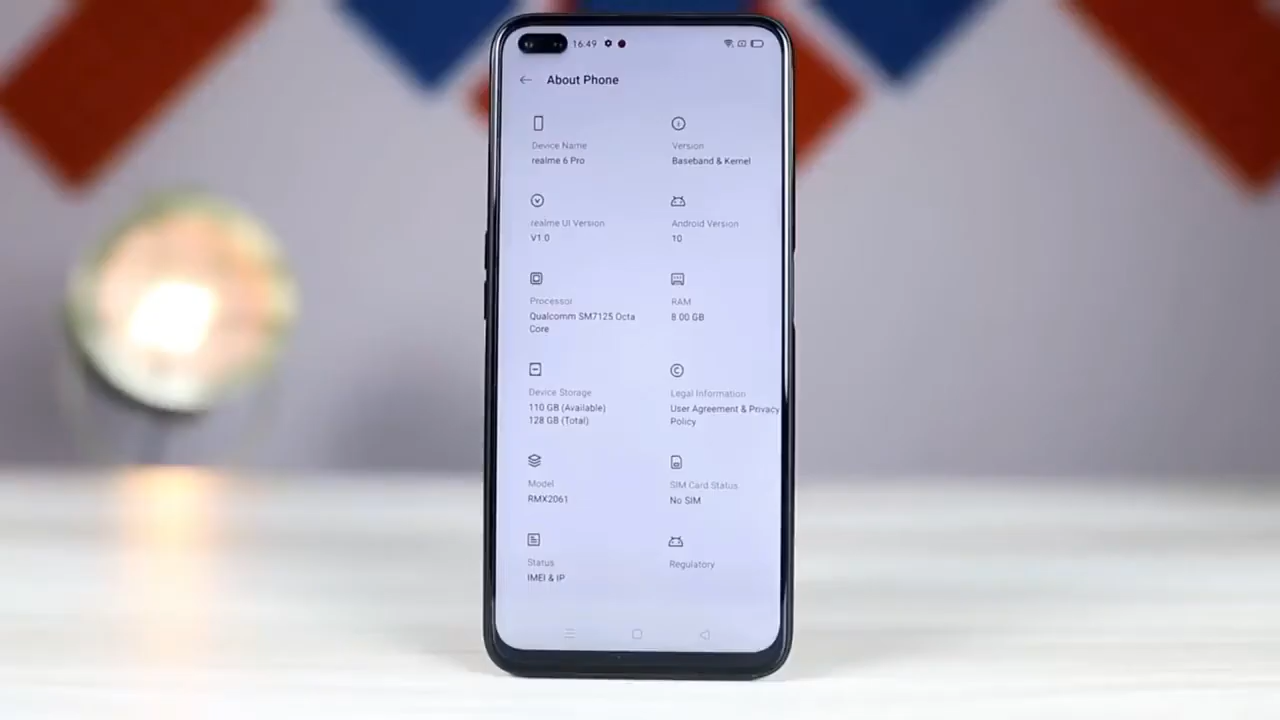 16:49
About Phone
Device Name
realme 6 Pro
Version
Baseband & Kernel
realme UI Version
V1.0
Android Version
10
Processor
Qualcomm SM7125 Octa
Core
RAM
8.00 GB
Device Storage
110 GB (Available)
128 GB (Total)
Legal Information
User Agreement & Privacy
Policy
Model
RMX2061
SIM Card Status
No SIM
Status
IMEI & IP
Regulatory